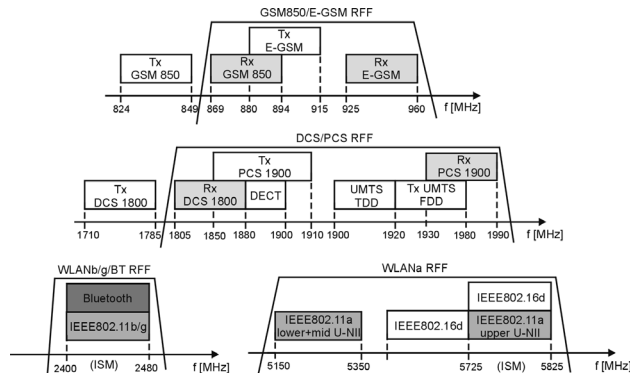 GSM850/E-GSM RFF
Tx
E-GSM
Tx
GSM 850
Rx
GSM 850
Rx
E-GSM
824
849
869
880
894
915
925
960
f [MHz]
DCS/PCS RFF
Tx
PCS 1900
Rx
PCS 1900
Tx
DCS 1800
Rx
DCS 1800
DECT
UMTS
TDD
Tx UMTS
FDD
1710
1785
1805
1850
1880
1900
1910
1900
1920
1930
1980
1990
f [MHz]
WLANb/g/BT RFF
Bluetooth
IEEE802.11b/g
2400
(ISM)
2480
f [MHz]
WLANa RFF
IEEE802.16d
IEEE802.11a
lower+mid U-NII
IEEE802.16d
IEEE802.11a
upper U-NII
5150
5350
5725
(ISM)
5825
f [MHz]